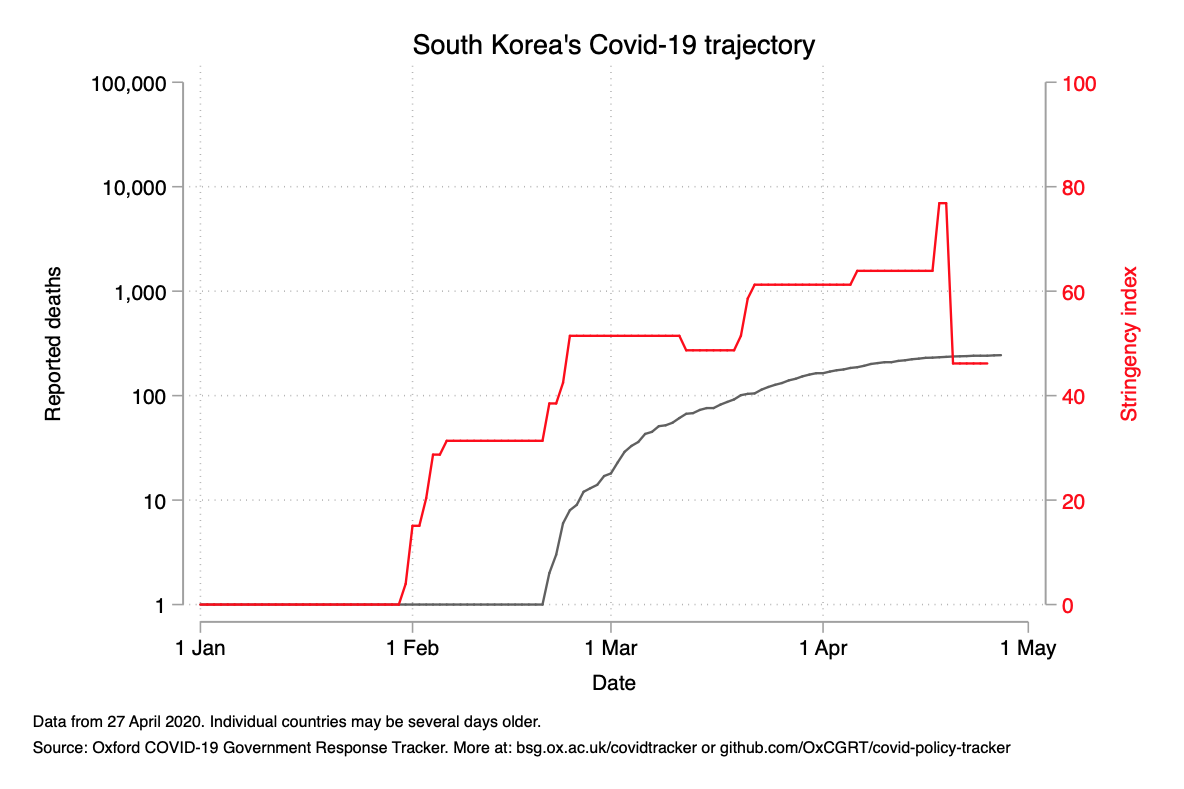 South Korea's Covid-19 trajectory
100,000
10,000
1,000
100
10
1
Reported deaths
100
80
60
40
20
0
Stringency index
1 Jan
1 Feb
1 Mar
1 Apr
1 May
Date
Data from 27 April 2020. Individual countries may be several days older.
Source: Oxford COVID-19 Government Response Tracker. More at: bsg.ox.ac.uk/covidtracker or github.com/OxCGRT/covid-policy-tracker